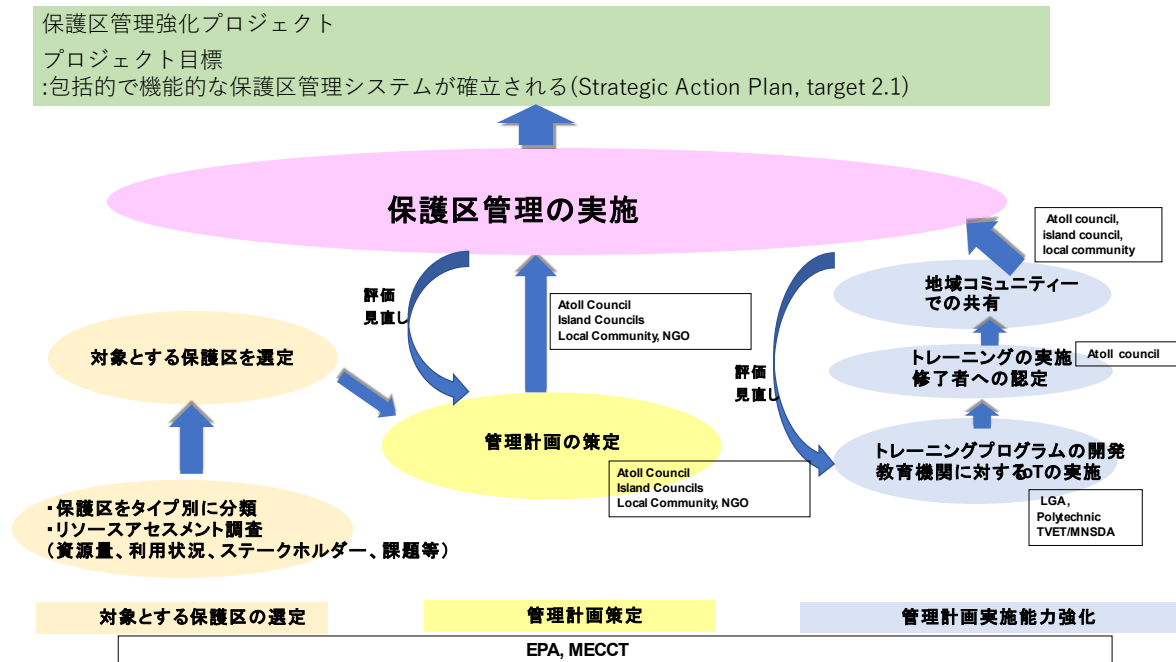 保護区管理強化プロジェクト
プロジェクト目標
:包括的で機能的な保護区管理システムが確立される(Strategic Action Plan, target 2.1)
保護区管理の実施
Atoll council,
island council,
local community
地域コミュニティー
での共有
評価
見直し
Atoll Council
Island Councils
Local Community, NGO
対象とする保護区を選定
トレーニングの実施
修了者への認定
Atoll council
評価
見直し
管理計画の策定
トレーニングプログラムの開発
教育機関に対するToTの実施
Atoll Council
Island Councils
Local Community, NGO
LGA,
Polytechnic
TVET/MNSDA
・保護区をタイプ別に分類
・リソースアセスメント調査
(資源量、利用状況、ステークホルダー、課題等)
対象とする保護区の選定
管理計画策定
管理計画実施能力強化
EPA, MECCT